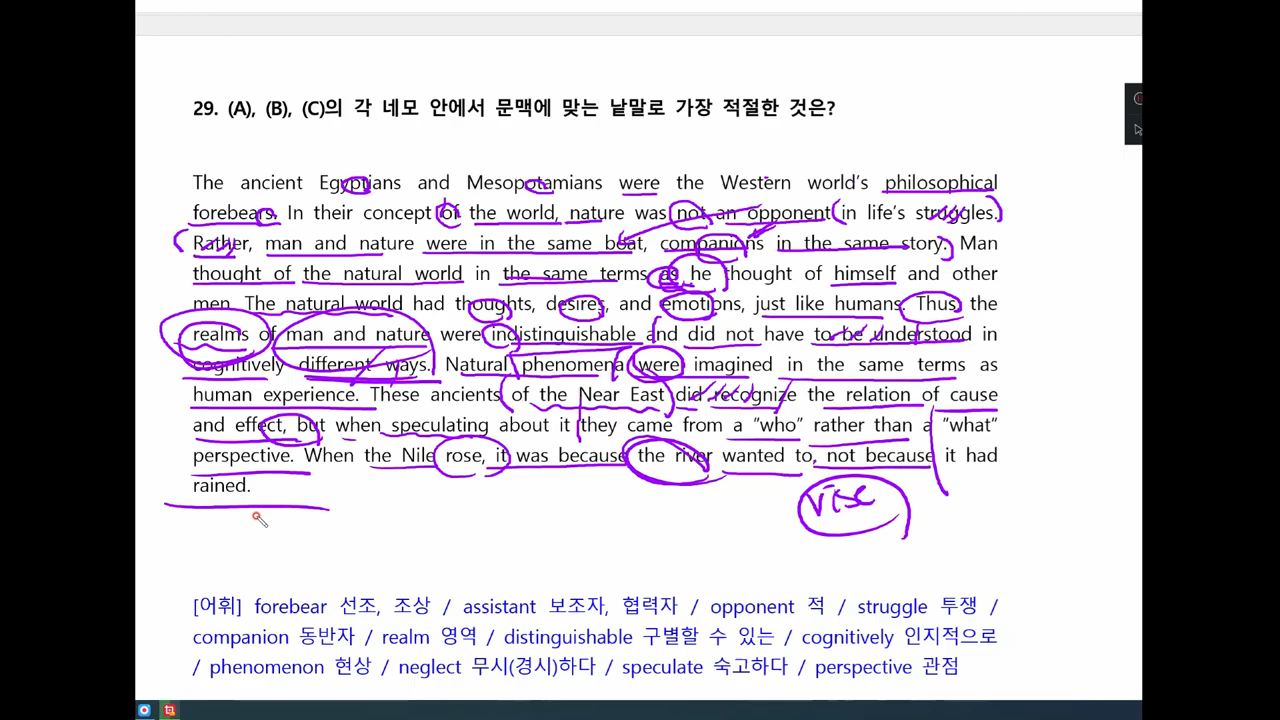 29. (A), (B), (C)의 각 네모 안에서 문맥에 맞는 낱말로 가장 적절한 것은?
The ancient Egyptians and Mesopotamians were the Western world's philosophical
forebears. In their concept of the world, nature was not an opponent in life's struggles.
Rather, man and nature were in the same boat, companions in the same story. Man
thought of the natural world in the same terms as he thought of himself and other
men. The natural world had thoughts, desires, and emotions, just like humans. Thus, the
realms of man and nature were indistinguishable and did not have to be understood in
cognitively different ways. Natural phenomena were imagined in the same terms as
human experience. These ancients of the Near East did recognize the relation of cause
and effect, but when speculating about it they came from a "who" rather than a "what"
perspective. When the Nile rose, it was because the river wanted to, not because it had
rained.
rise
[어휘] forebear 선조, 조상 / assistant 보조자, 협력자 / opponent 적 / struggle 투쟁 /
companion 동반자 / realm 영역 / distinguishable 구별할 수 있는 / cognitively 인지적으로
/ phenomenon 현상 / neglect 무시(경시)하다 / speculate 숙고하다 / perspective 관점